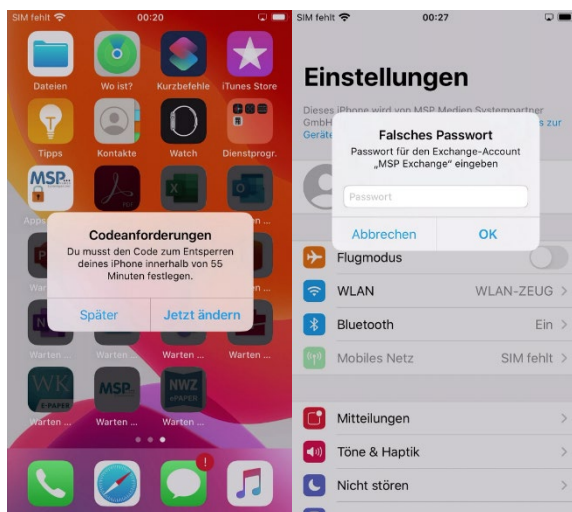 SIM fehlt 00:20
Dateien Wo ist? Kurzbefehle iTunes Store
Tipps Kontakte Watch Dienstprogr.
MSP...
Codeanforderungen
Du musst den Code zum Entsperren
deines iPhone innerhalb von 55
Minuten festlegen.
Später Jetzt ändern
Warten ... Warten ... Warten ... Warten ...
WK MSP... NWZ
E-PAPER ePAPER
Warten ... Warten ... Warten ...
SIM fehlt 00:27
Einstellungen
Dieses iPhone wird von MSP Medien Systempartner
GmbH
s zur
Geräte
Falsches Passwort
Passwort für den Exchange-Account
„MSP Exchange“ eingeben
Passwort
Abbrechen OK
Flugmodus
WLAN WLAN-ZEUG
Bluetooth Ein
Mobiles Netz SIM fehlt
Mitteilungen
Töne & Haptik
Nicht stören